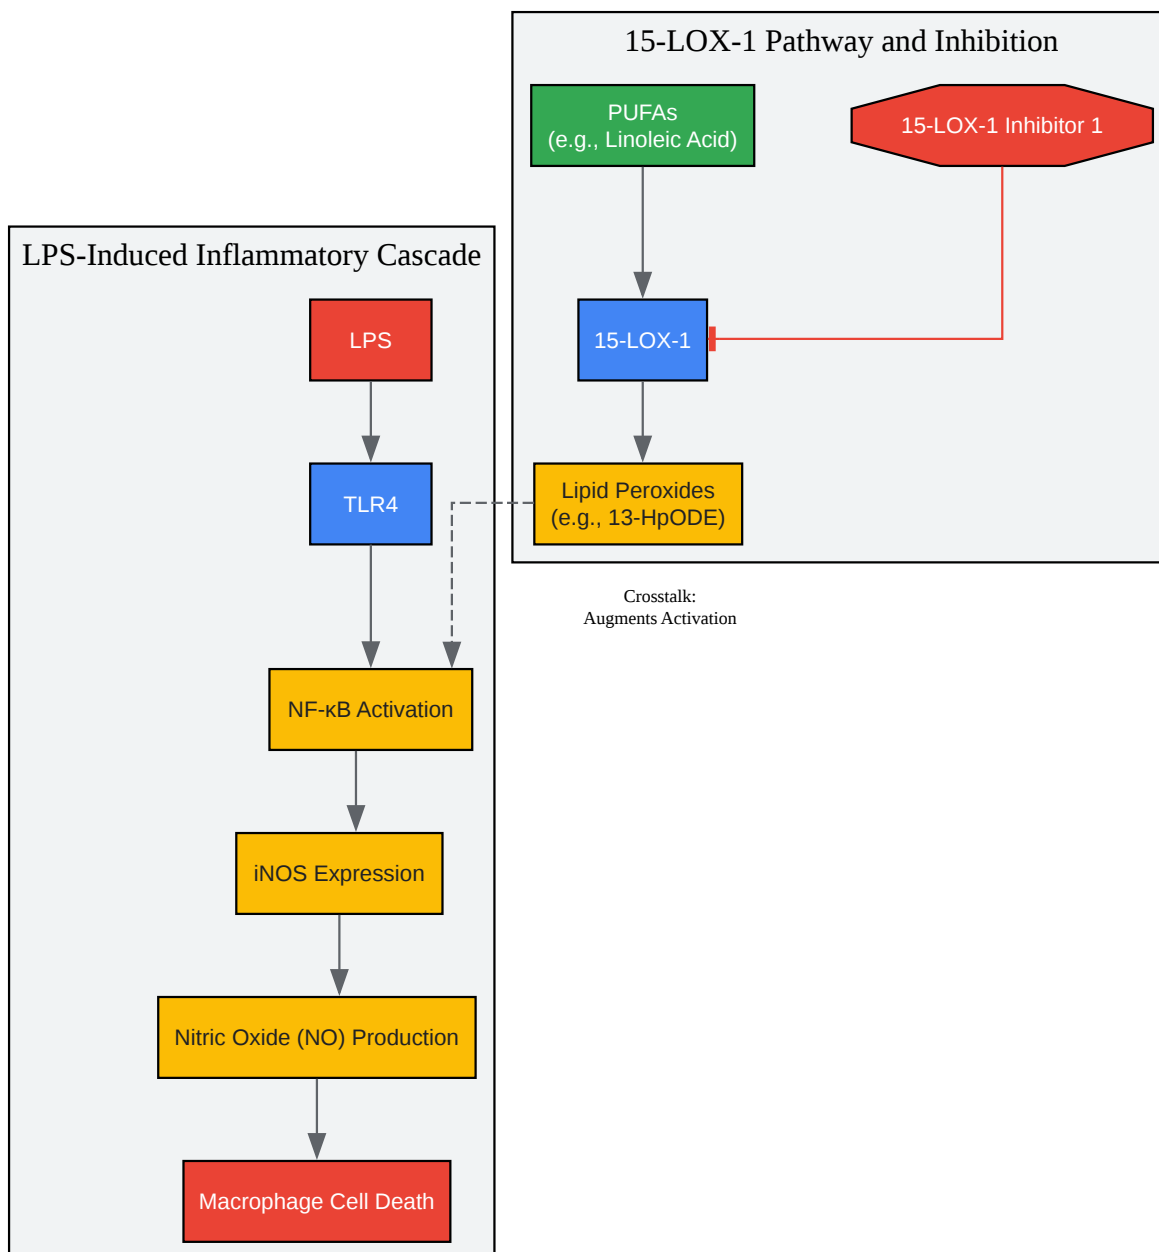 15-LOX-1 Pathway and Inhibition
PUFAs
(e.g., Linoleic Acid)
15-LOX-1 Inhibitor 1
15-LOX-1
Lipid Peroxides
(e.g., 13-HpODE)
Crosstalk:
Augments Activation
LPS-Induced Inflammatory Cascade
LPS
TLR4
NF-κB Activation
iNOS Expression
Nitric Oxide (NO) Production
Macrophage Cell Death